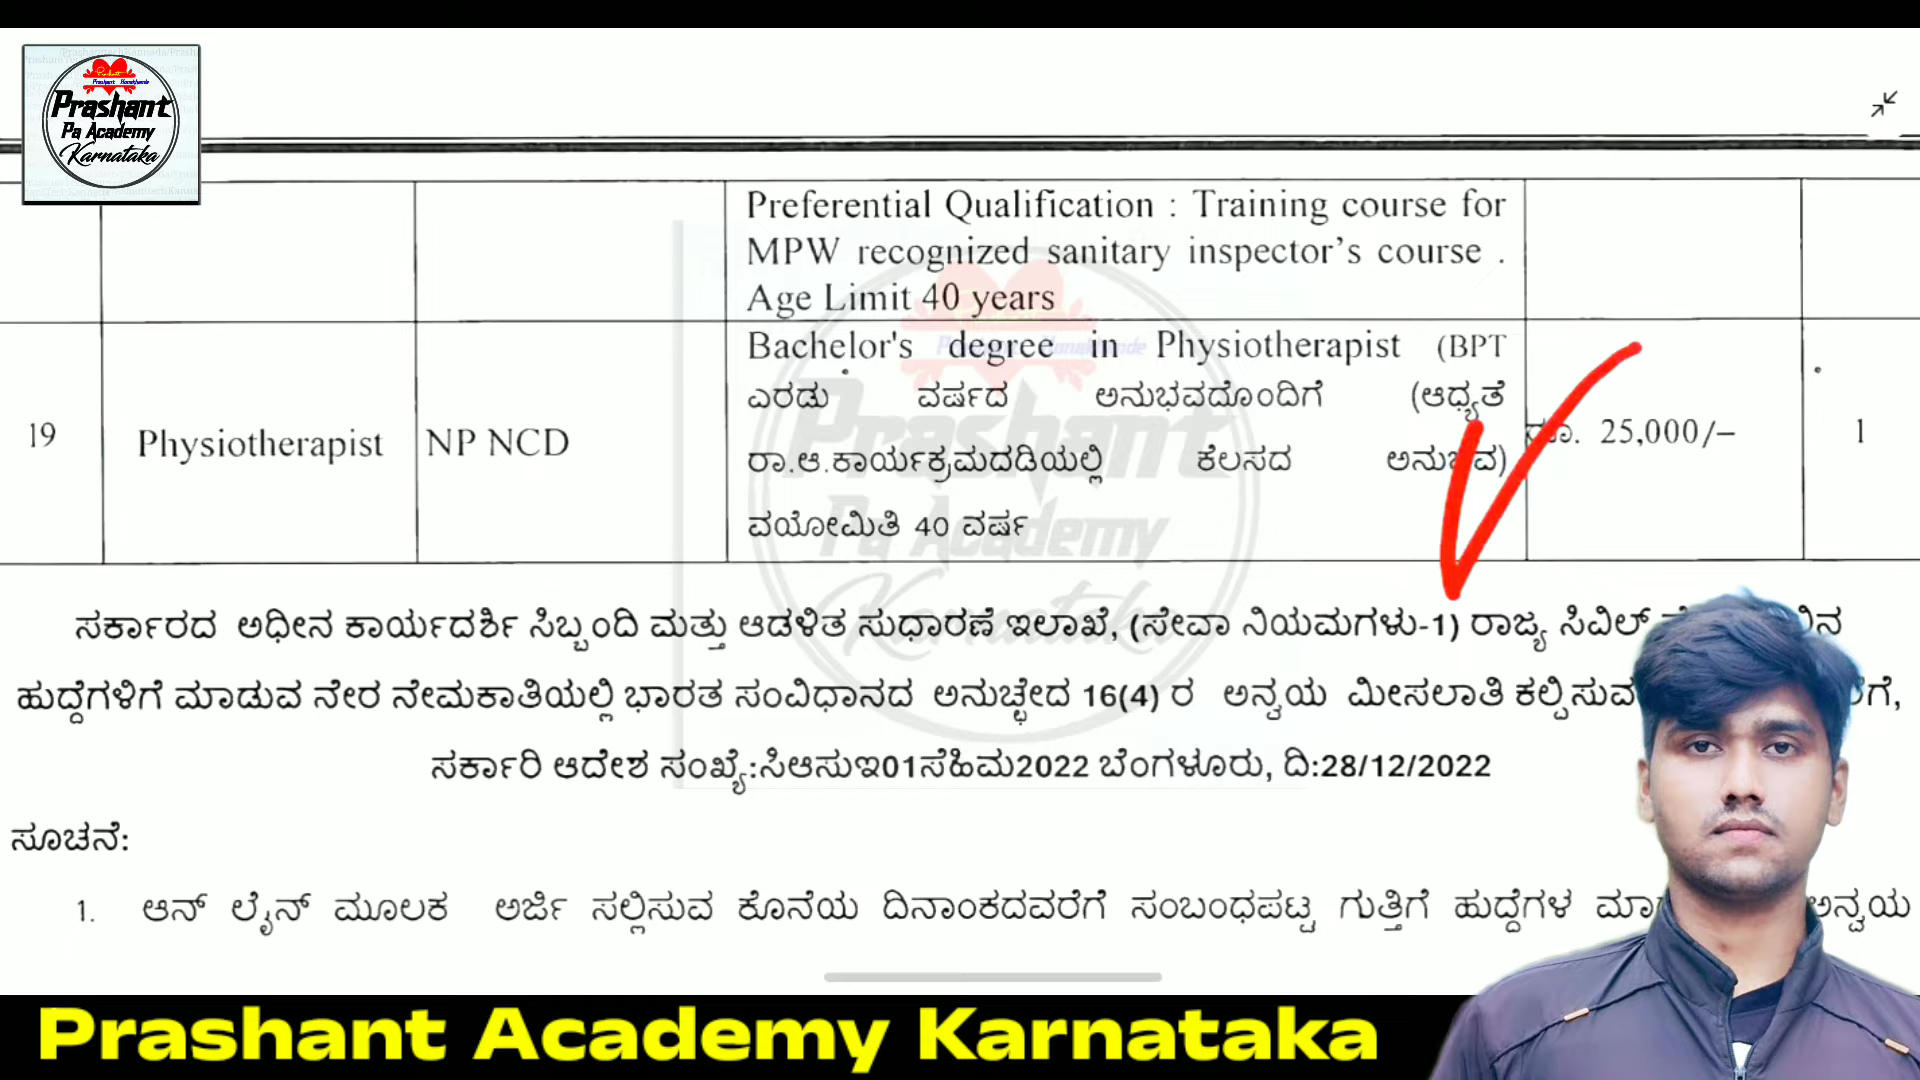 Prashant
Pa Academy
Karnataka
Preferential Qualification : Training course for
MPW recognized sanitary inspector's course .
Age Limit 40 years
19
Physiotherapist
NP NCD
Bachelor's degree in Physiotherapist (BPT
ಎರಡು ವರ್ಷದ ಅನುಭವದೊಂದಿಗೆ (ಆಧ್ಯತೆ
ರಾ.ಆ.ಕಾರ್ಯಕ್ರಮದಡಿಯಲ್ಲಿ ಕೆಲಸದ ಅನುಭವ)
ವಯೋಮಿತಿ 40 ವರ್ಷ
ರೂ. 25,000/–
1
ಸರ್ಕಾರದ ಅಧೀನ ಕಾರ್ಯದರ್ಶಿ ಸಿಬ್ಬಂದಿ ಮತ್ತು ಆಡಳಿತ ಸುಧಾರಣೆ ಇಲಾಖೆ, (ಸೇವಾ ನಿಯಮಗಳು-1) ರಾಜ್ಯ ಸಿವಿಲ್
ಹುದ್ದೆಗಳಿಗೆ ಮಾಡುವ ನೇರ ನೇಮಕಾತಿಯಲ್ಲಿ ಭಾರತ ಸಂವಿಧಾನದ ಅನುಚ್ಛೇದ 16(4) ರ ಅನ್ವಯ ಮೀಸಲಾತಿ ಕಲ್ಪಿಸುವ
ಸರ್ಕಾರಿ ಆದೇಶ ಸಂಖ್ಯೆ:ಸಿಆಸುಇ01ಸೆಹಿಮ2022 ಬೆಂಗಳೂರು, ದಿ:28/12/2022
ಸೂಚನೆ:
1. ಆನ್ ಲೈನ್ ಮೂಲಕ ಅರ್ಜಿ ಸಲ್ಲಿಸುವ ಕೊನೆಯ ದಿನಾಂಕದವರೆಗೆ ಸಂಬಂಧಪಟ್ಟ ಗುತ್ತಿಗೆ ಹುದ್ದೆಗಳ ಅನ್ವಯ
Prashant Academy Karnataka